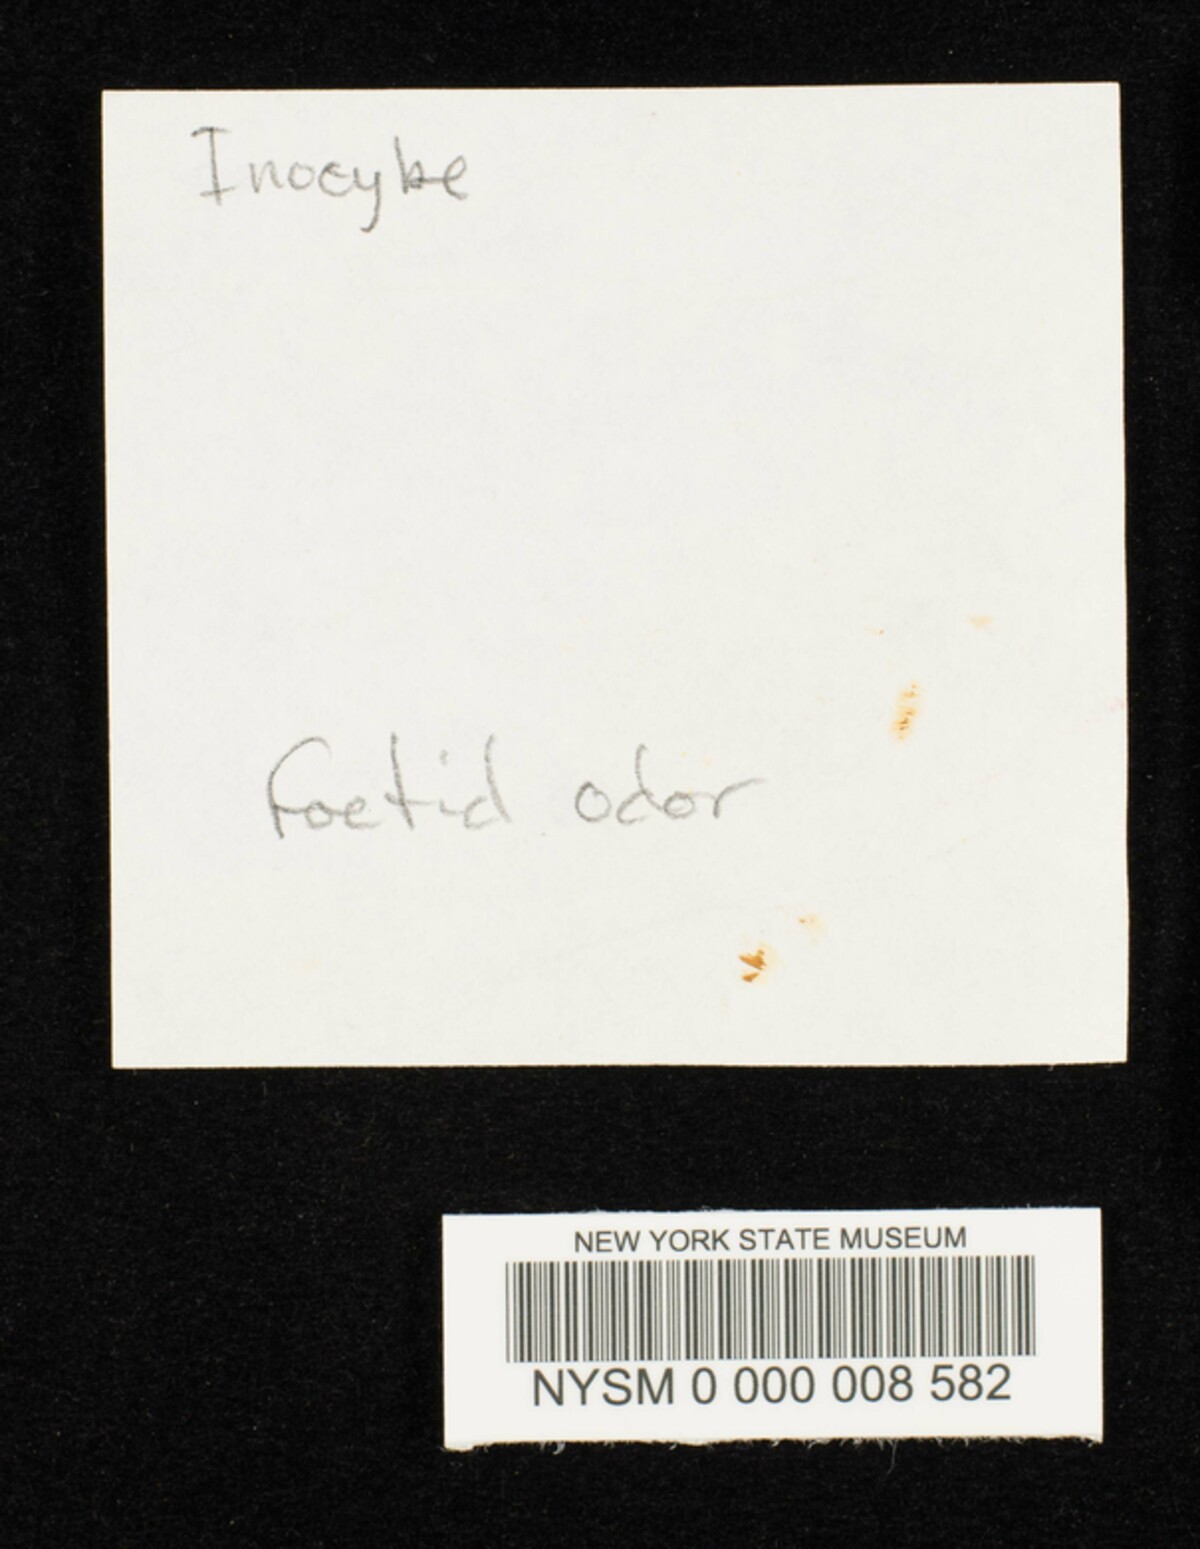 Inocybe
foetid odor
NEW YORK STATE MUSEUM
NYSM 0 000 008 582